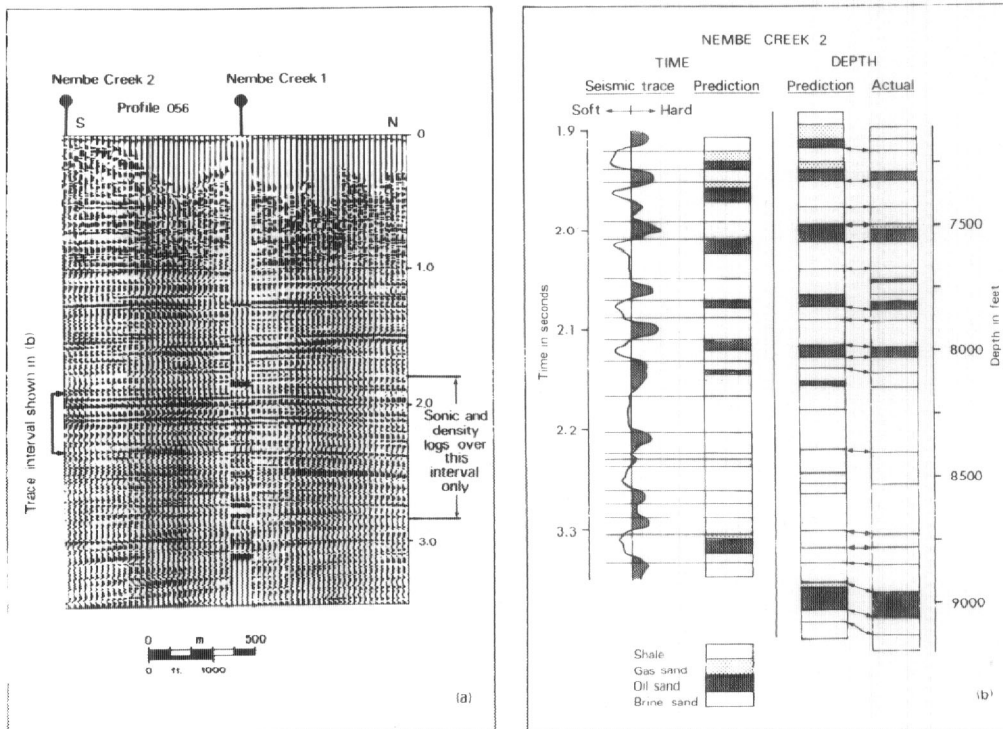 Nembe Creek 2
Nembe Creek 1
Profile 056
S
N
0
1.0
2.0
3.0
Trace interval shown in (b)
Sonic and
density
logs over
this
interval
only
0 m 500
0 ft. 1000
(a)
NEMBE CREEK 2
TIME
DEPTH
Seismic trace
Prediction
Prediction
Actual
Soft
Hard
1.9
2.0
2.1
2.2
3.3
Time in seconds
7500
8000
8500
9000
Depth in feet
Shale
Gas sand
Oil sand
Brine sand
(b)